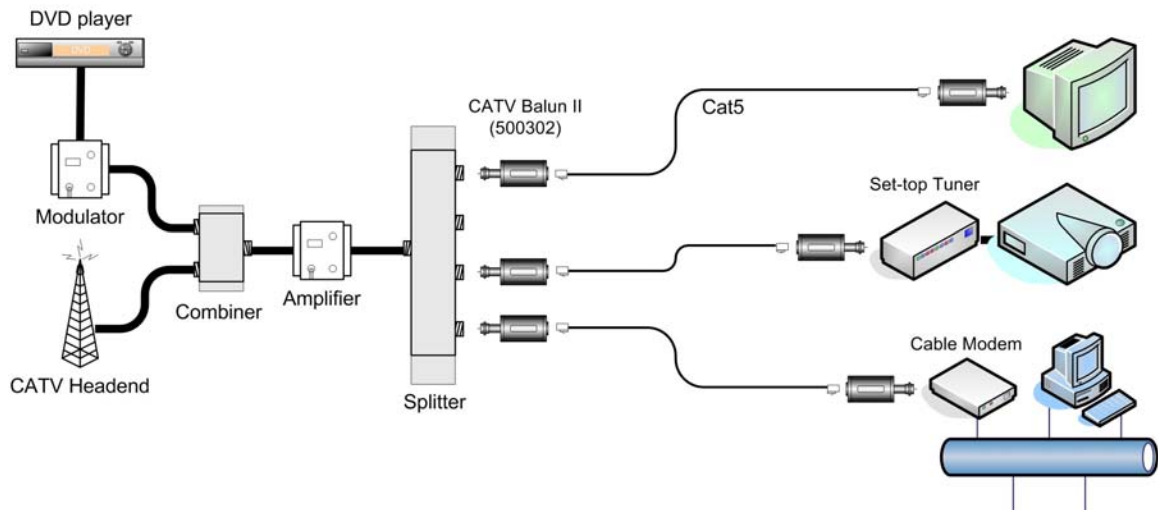 DVD player
DVD
Modulator
CATV Headend
Combiner
Amplifier
Splitter
CATV Balun II
(500302)
Cat5
Set-top Tuner
Cable Modem